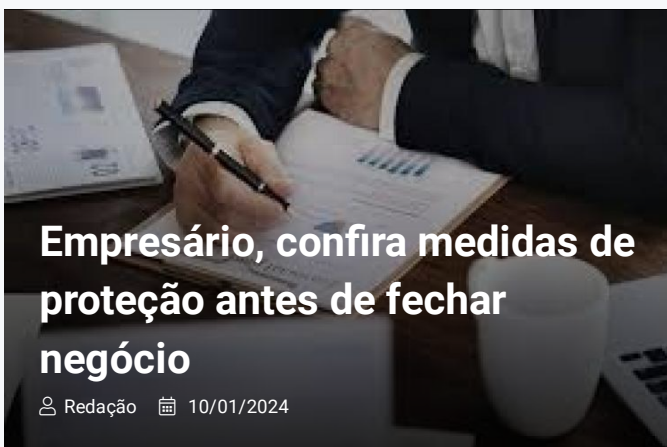 Empresário, confira medidas de
proteção antes de fechar
negócio
Redação 10/01/2024